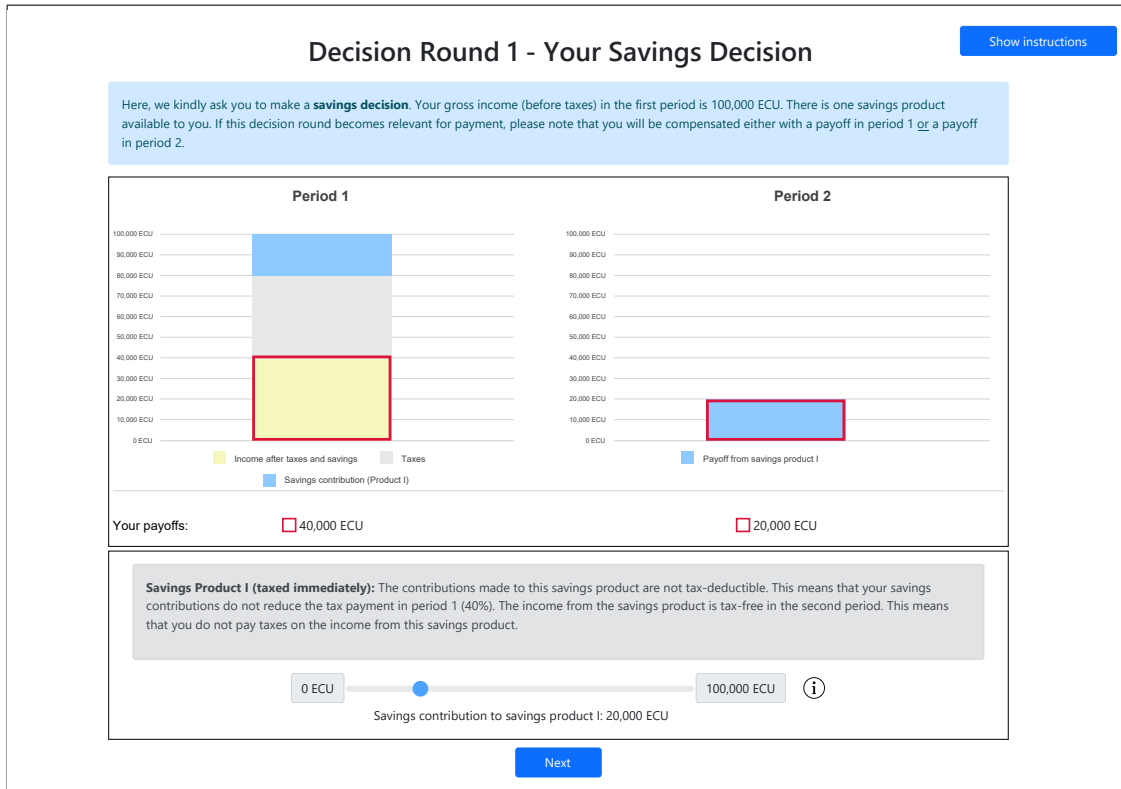 Show instructions
Decision Round 1 - Your Savings Decision
Here, we kindly ask you to make a savings decision. Your gross income (before taxes) in the first period is 100,000 ECU. There is one savings product
available to you. If this decision round becomes relevant for payment, please note that you will be compensated either with a payoff in period 1 or a payoff
in period 2.
Period 1
100,000 ECU
90,000 ECU
80,000 ECU
70,000 ECU
60,000 ECU
50,000 ECU
40,000 ECU
30,000 ECU
20,000 ECU
10,000 ECU
0 ECU
Income after taxes and savings
Taxes
Savings contribution (Product I)
Period 2
100,000 ECU
90,000 ECU
80,000 ECU
70,000 ECU
60,000 ECU
50,000 ECU
40,000 ECU
30,000 ECU
20,000 ECU
10,000 ECU
0 ECU
Payoff from savings product I
Your payoffs:
40,000 ECU
20,000 ECU
Savings Product I (taxed immediately): The contributions made to this savings product are not tax-deductible. This means that your savings
contributions do not reduce the tax payment in period 1 (40%). The income from the savings product is tax-free in the second period. This means
that you do not pay taxes on the income from this savings product.
0 ECU
100,000 ECU
i
Savings contribution to savings product I: 20,000 ECU
Next